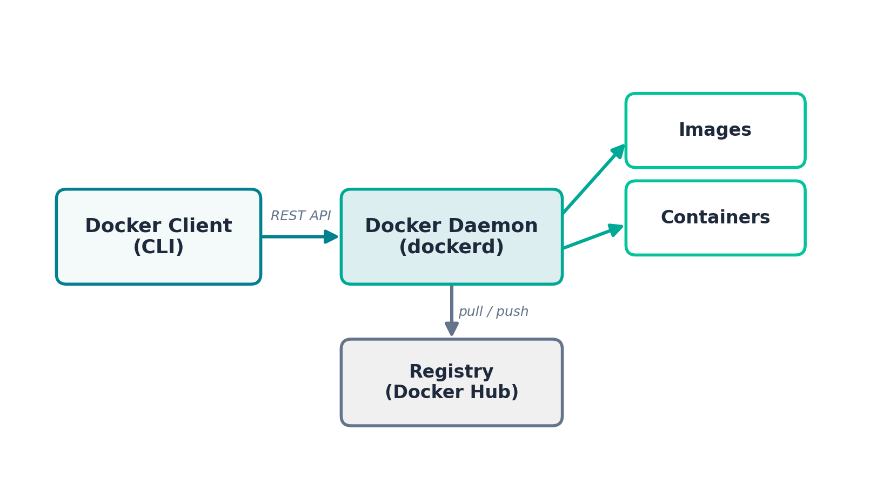 Docker Client
(CLI)
REST API
Docker Daemon
(dockerd)
Images
Containers
pull / push
Registry
(Docker Hub)